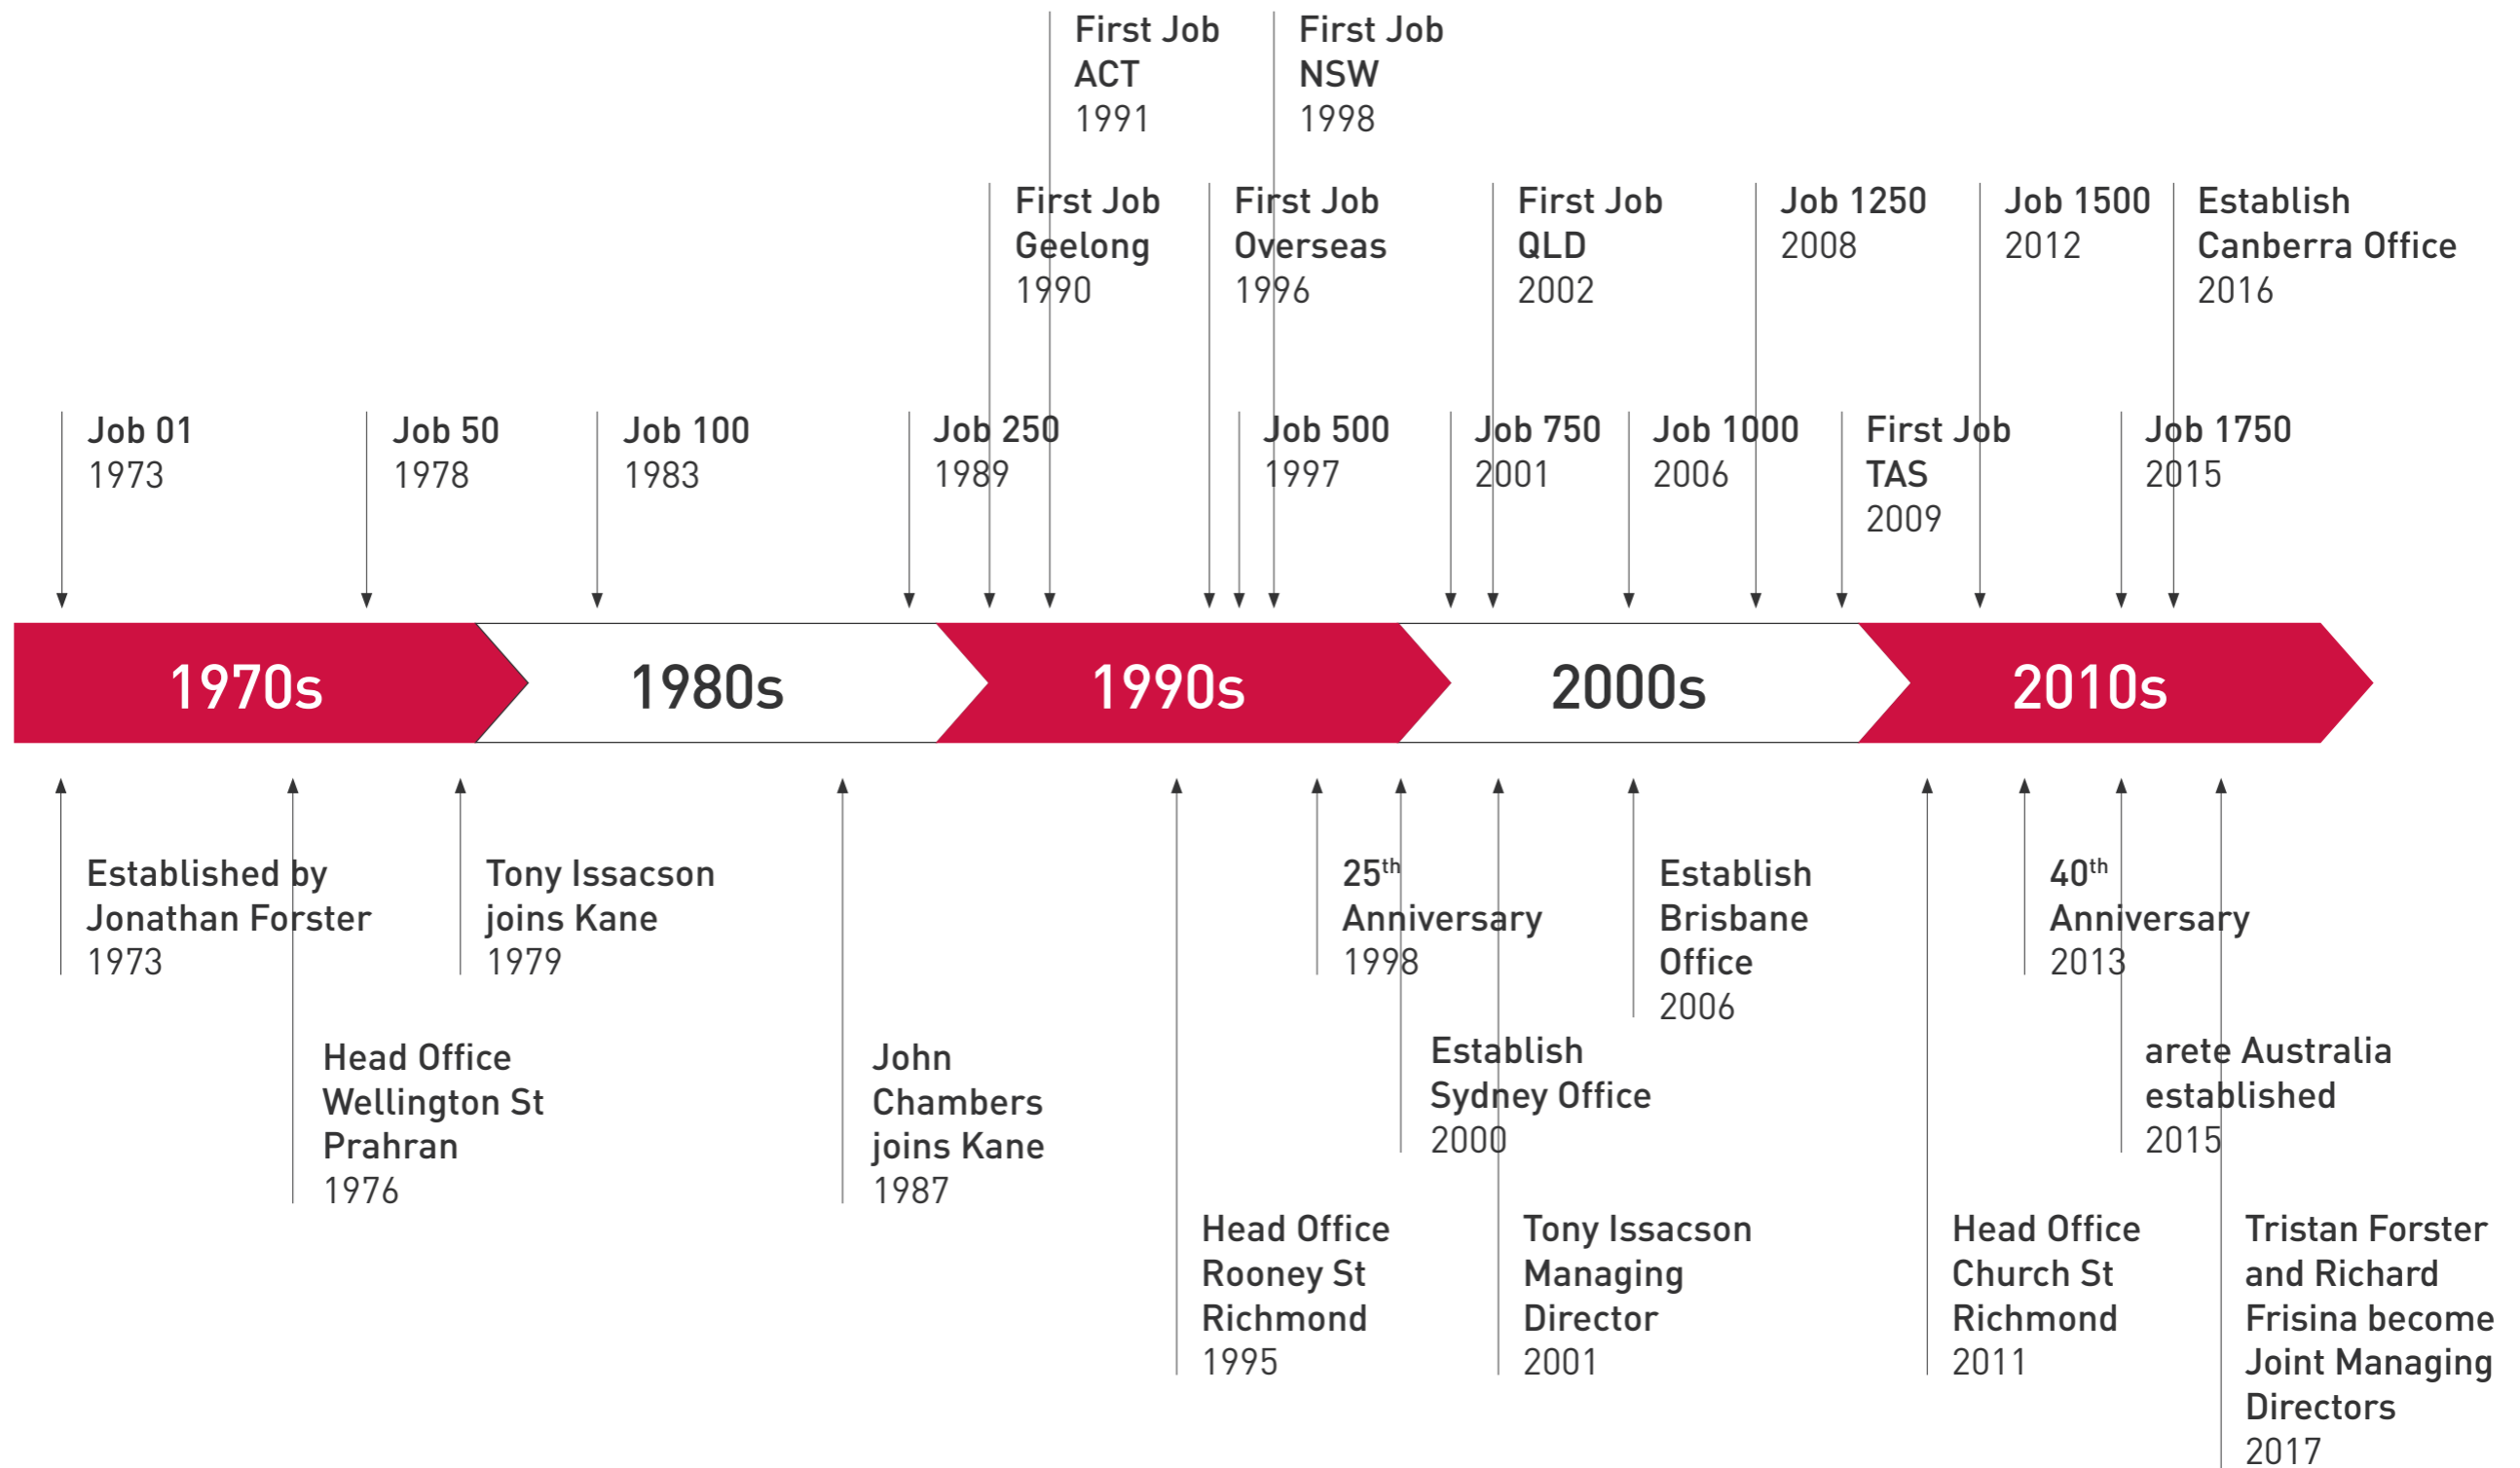 First Job
ACT
1991
First Job
NSW
1998
First Job
Geelong
1990
First Job
Overseas
1996
First Job
QLD
2002
Job 1250
2008
Job 1500
2012
Establish
Canberra Office
2016
Job 01
1973
Job 50
1978
Job 100
1983
Job 250
1989
Job 500
1997
Job 750
2001
Job 1000
2006
First Job
TAS
2009
Job 1750
2015
1970s
1980s
1990s
2000s
2010s
Established by
Jonathan Forster
1973
Tony Issacson
joins Kane
1979
25th
Anniversary
1998
Establish
Brisbane
Office
2006
40th
Anniversary
2013
Head Office
Wellington St
Prahran
1976
John
Chambers
joins Kane
1987
Establish
Sydney Office
2000
arete Australia
established
2015
Head Office
Rooney St
Richmond
1995
Tony Issacson
Managing
Director
2001
Head Office
Church St
Richmond
2011
Tristan Forster
and Richard
Frisina become
Joint Managing
Directors
2017